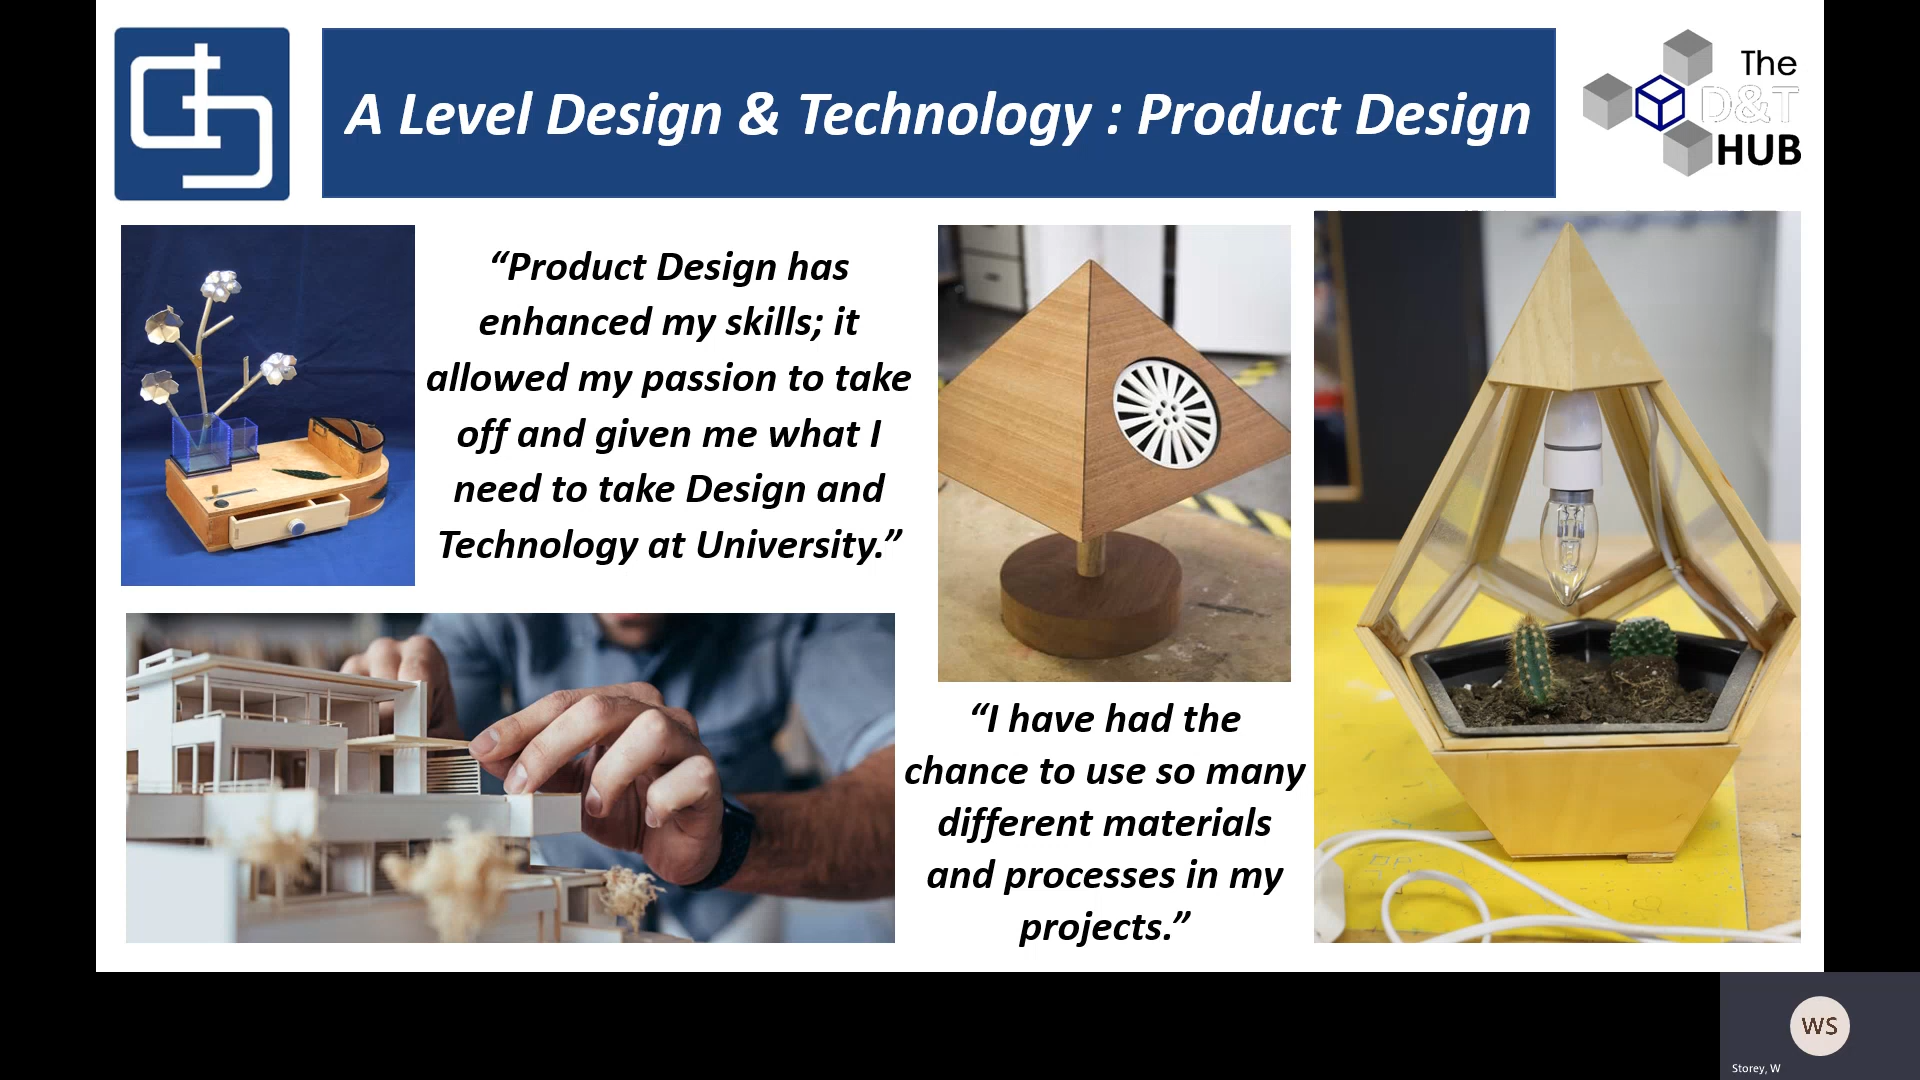 A Level Design & Technology : Product Design
The
D&T
HUB
“Product Design has
enhanced my skills; it
allowed my passion to take
off and given me what I
need to take Design and
Technology at University.”
“I have had the
chance to use so many
different materials
and processes in my
projects.”
WS
Storey, W